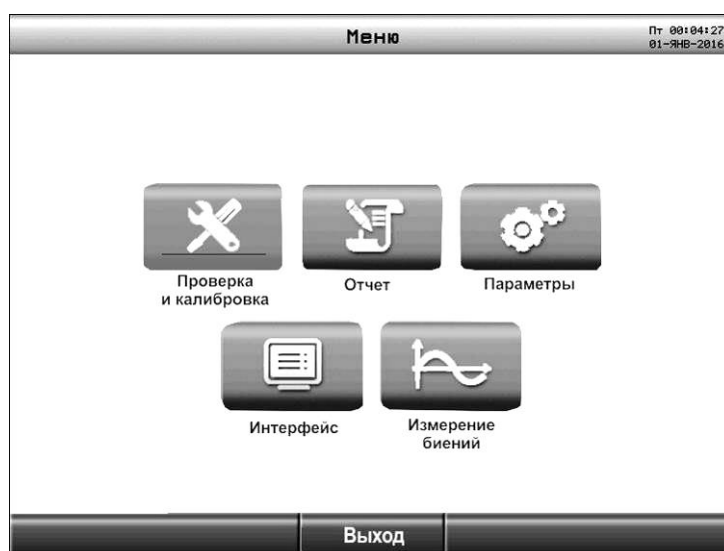 Меню
Пт 00:04:27
01-ЯНВ-2016
Проверка
и калибровка
Отчет
Параметры
Интерфейс
Измерение
биений
Выход